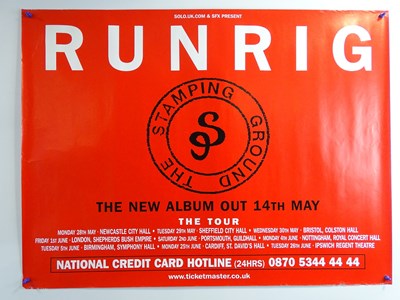 SOLO.UK.COM & SFX PRESENT
RUNRIG
THE STAMPING GROUND
THE NEW ALBUM OUT 14TH MAY
THE TOUR
MONDAY 28TH MAY · NEWCASTLE CITY HALL • TUESDAY 29TH MAY · SHEFFIELD CITY HALL • WEDNESDAY 30TH MAY · BRISTOL, COLSTON HALL
FRIDAY 1ST JUNE · LONDON, SHEPHERDS BUSH EMPIRE • SATURDAY 2ND JUNE · PORTSMOUTH, GUILDHALL • MONDAY 4TH JUNE · NOTTINGHAM, ROYAL CONCERT HALL
TUESDAY 5TH JUNE · BIRMINGHAM, SYMPHONY HALL • MONDAY 25TH JUNE · CARDIFF, ST. DAVID'S HALL • TUESDAY 26TH JUNE · IPSWICH REGENT THEATRE
NATIONAL CREDIT CARD HOTLINE (24HRS) 0870 5344 44 44
www.ticketmaster.co.uk